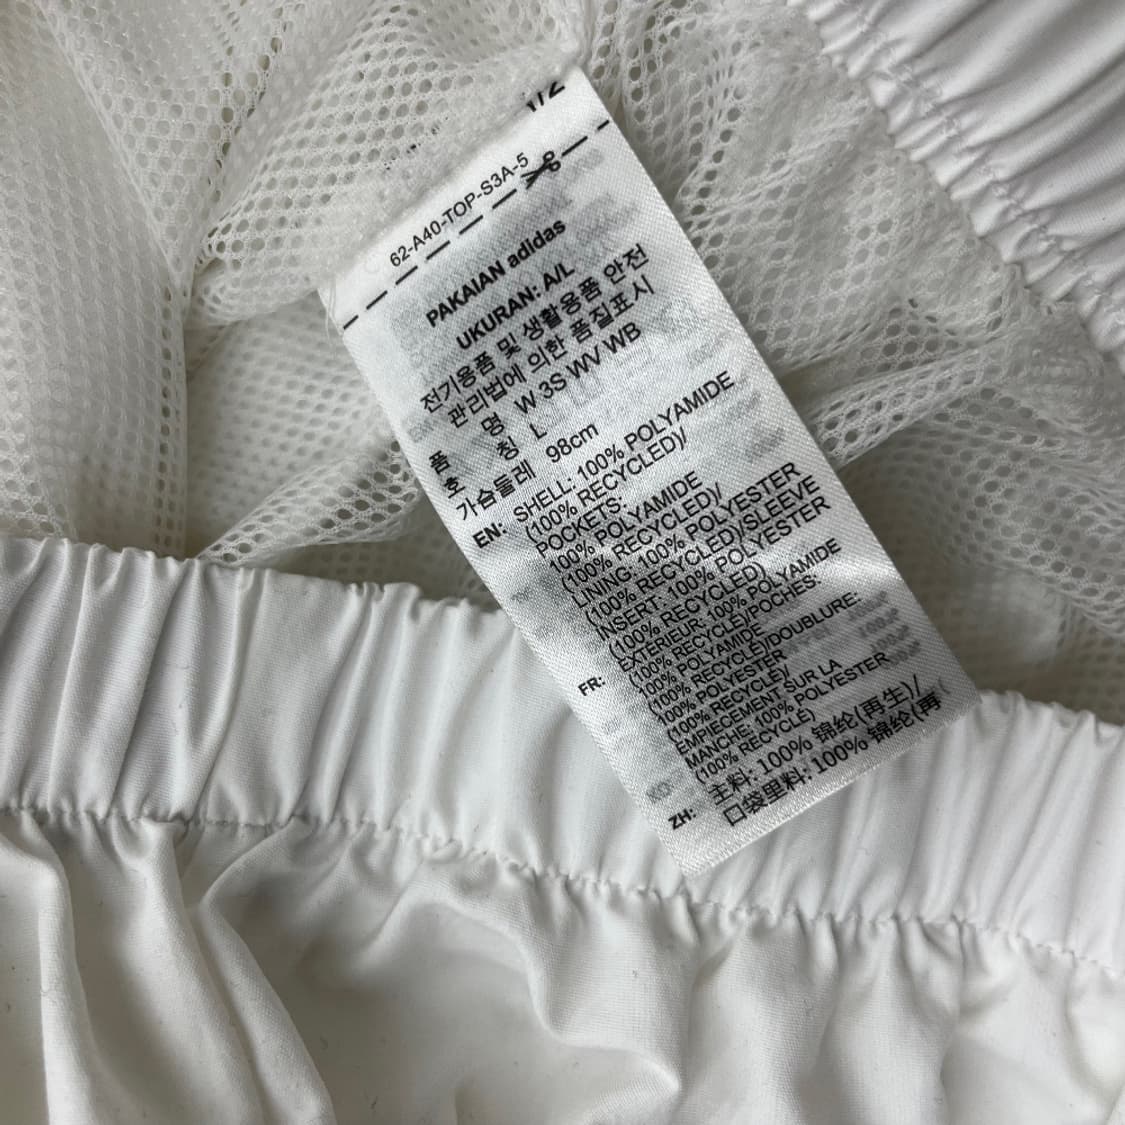 1/2
62-A40-TOP-S3A-5
PAKAIAN adidas
UKURAN: A/L
전기용품 및 생활용품 안전
관리법에 의한 품질표시
품 명 W 3S WV WB
호 칭 L
가슴둘레 98cm
EN: SHELL: 100% POLYAMIDE
(100% RECYCLED)/
POCKETS:
100% POLYAMIDE
(100% RECYCLED)/
LINING: 100% POLYESTER
(100% RECYCLED)/SLEEVE
INSERT: 100% POLYESTER
(100% RECYCLED)
FR: EXTÉRIEUR: 100% POLYAMIDE
(100% RECYCLÉ)/POCHES:
100% POLYAMIDE
(100% RECYCLÉ)/DOUBLURE:
100% POLYESTER
(100% RECYCLÉ)/
EMPIECEMENT SUR LA
MANCHE: 100% POLYESTER
(100% RECYCLÉ)
ZH: 主料: 100% 锦纶(再生)/
口袋里料: 100% 锦纶(再